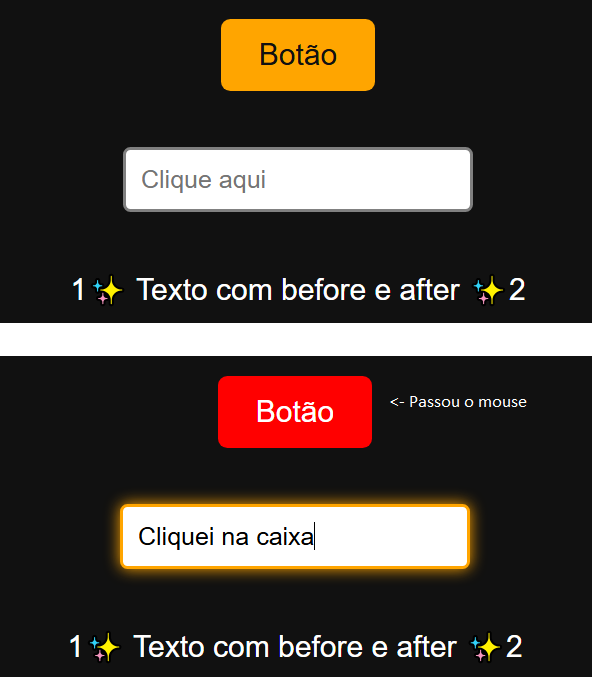 Botão
Clique aqui
1✨ Texto com before e after ✨2
Botão <- Passou o mouse
Cliquei na caixa
1✨ Texto com before e after ✨2